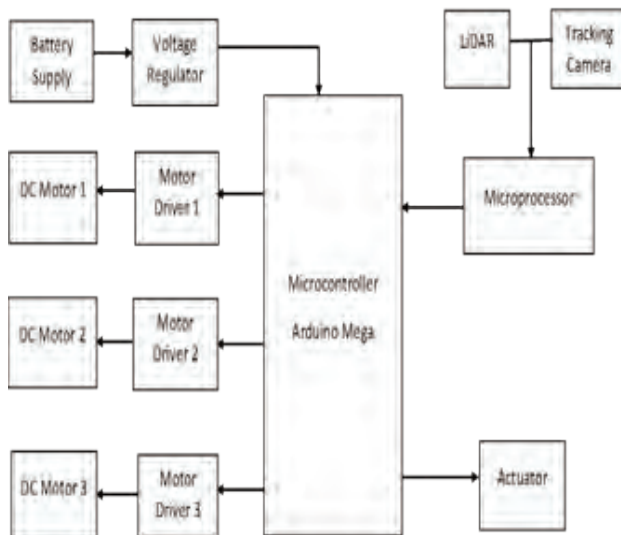 Battery
Supply
Voltage
Regulator
LiDAR
Tracking
Camera
DC Motor 1
Motor
Driver 1
Microprocessor
Microcontroller
Arduino Mega
DC Motor 2
Motor
Driver 2
DC Motor 3
Motor
Driver 3
Actuator